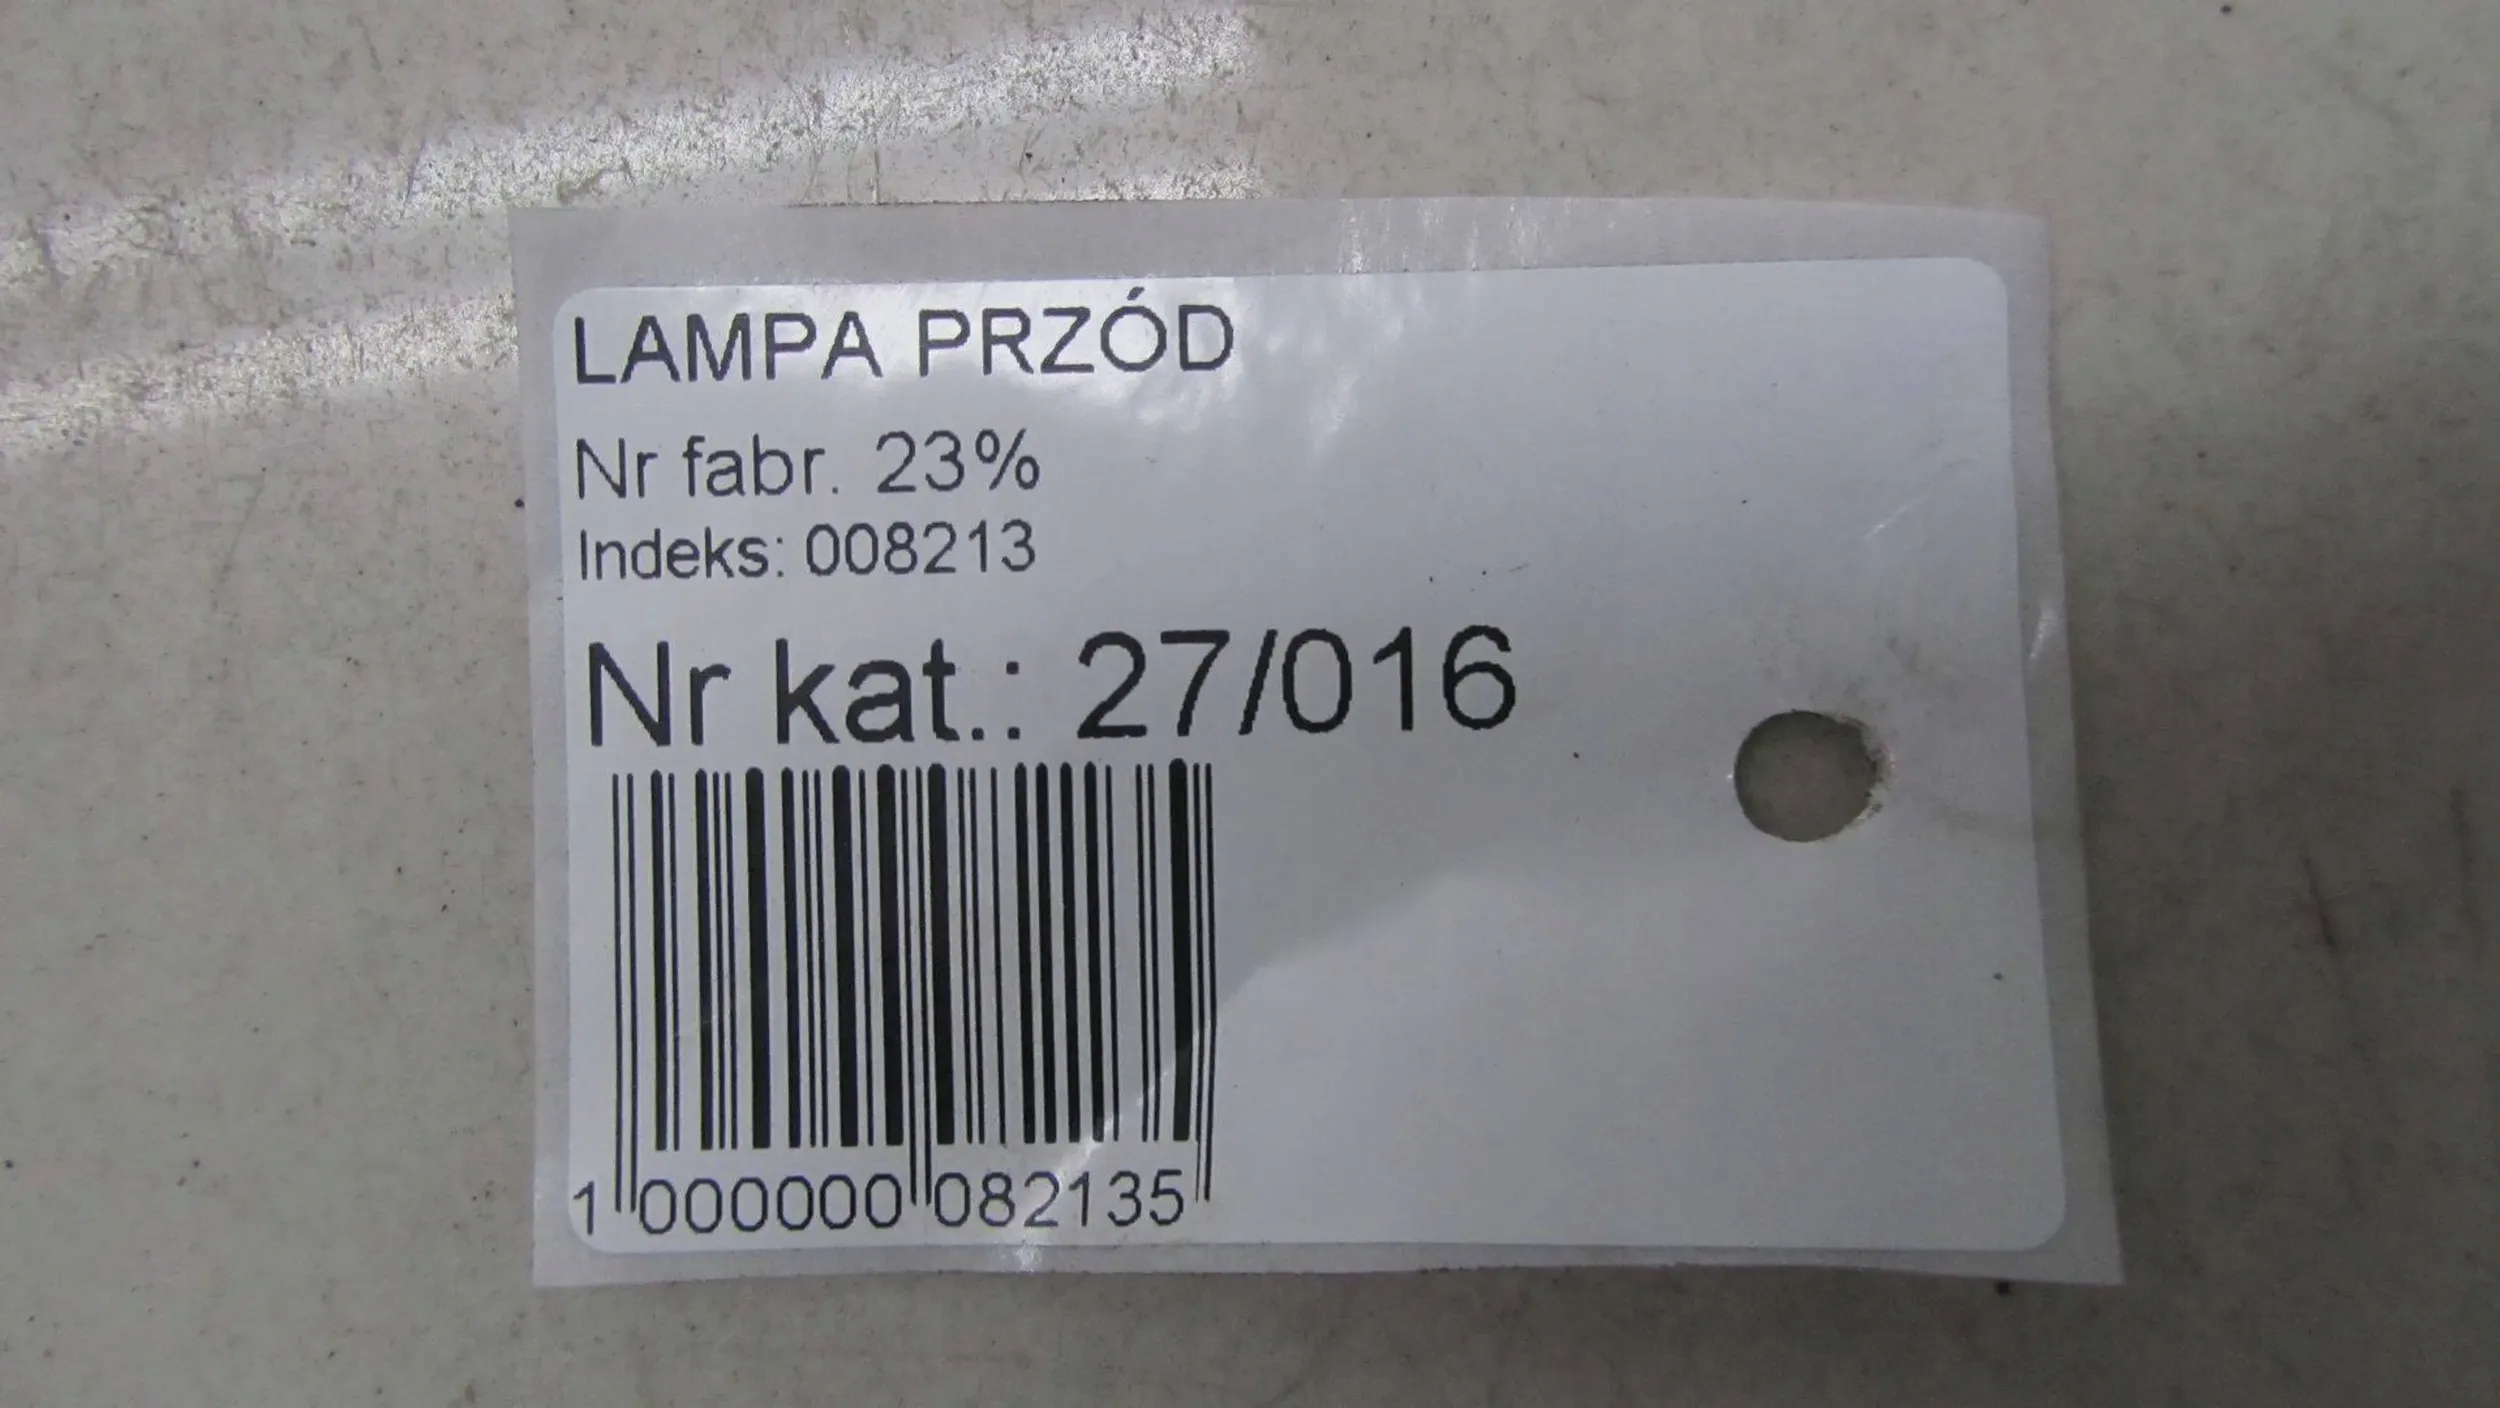 LAMPA PRZÓD
Nr fabr. 23%
Indeks: 008213
Nr kat.: 27/016
1 000000 082135